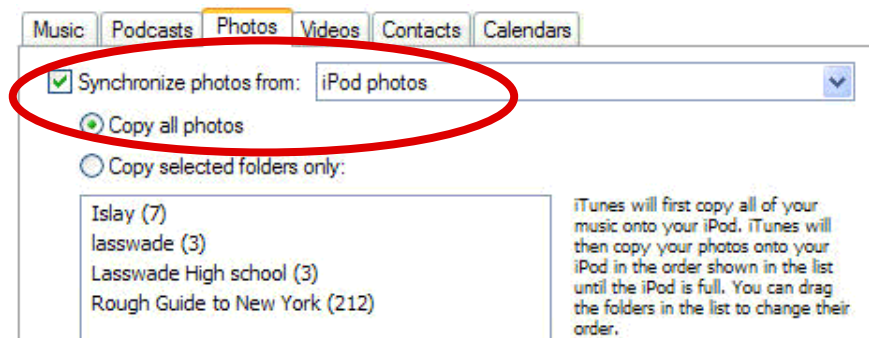 Music Podcasts Photos Videos Contacts Calendars
Synchronize photos from: iPod photos
Copy all photos
Copy selected folders only:
Islay (7)
lasswade (3)
Lasswade High school (3)
Rough Guide to New York (212)
iTunes will first copy all of your
music onto your iPod. iTunes will
then copy your photos onto your
iPod in the order shown in the list
until the iPod is full. You can drag
the folders in the list to change their
order.